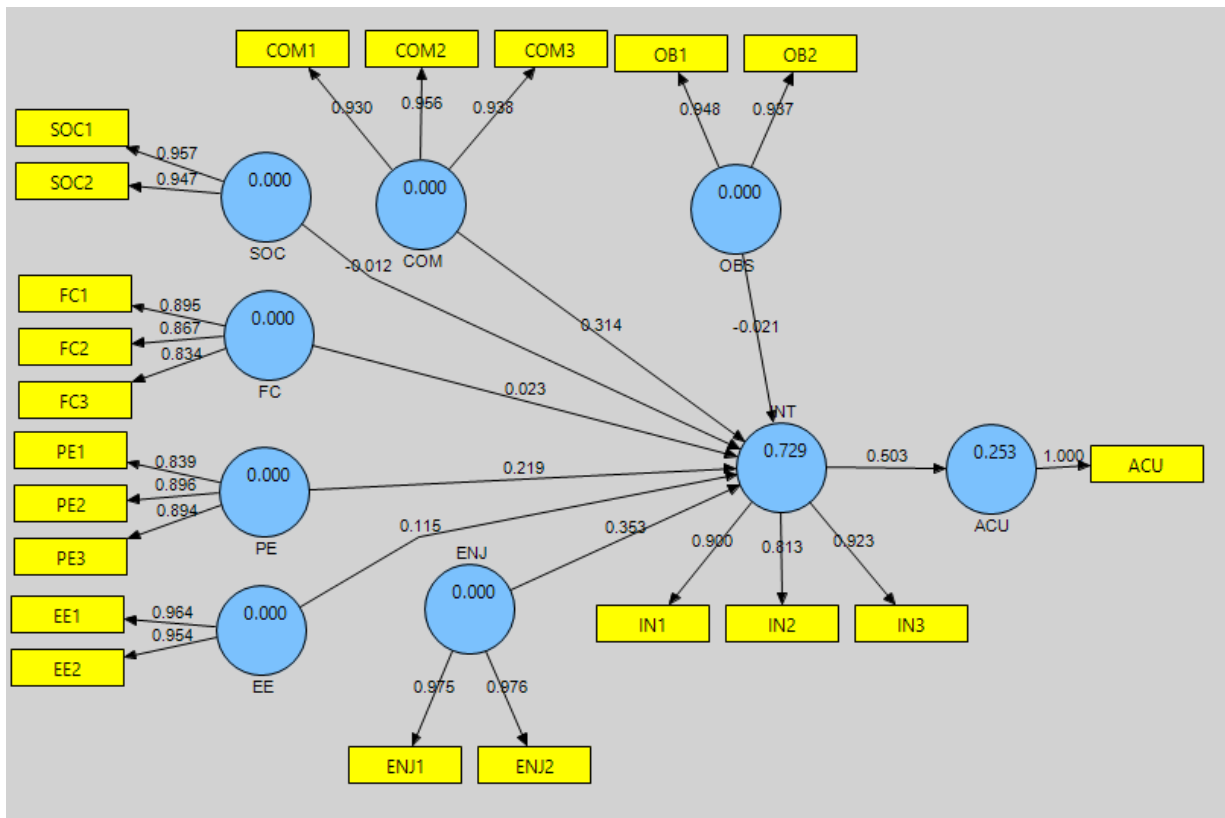 COM1
COM2
COM3
OB1
OB2
0.930
0.956
0.938
0.948
0.937
SOC1
SOC2
0.957
0.947
0.000
SOC
0.000
COM
0.000
OBS
-0.012
0.314
-0.021
FC1
FC2
FC3
0.895
0.867
0.834
0.000
FC
0.023
PE1
PE2
PE3
0.839
0.896
0.894
0.000
PE
0.219
INT
0.729
0.503
0.253
ACU
1.000
ACU
0.115
0.353
EE1
EE2
0.964
0.954
0.000
EE
ENJ
0.000
0.975
0.976
ENJ1
ENJ2
0.900
0.813
0.923
IN1
IN2
IN3